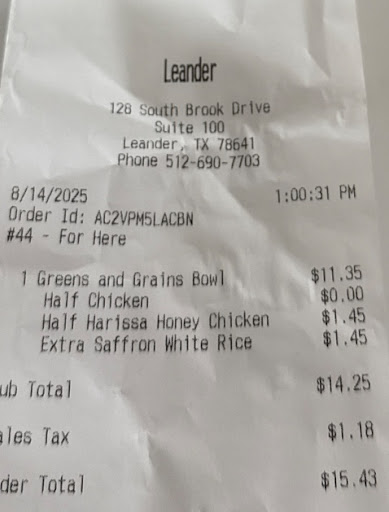 Leander
128 South Brook Drive
Suite 100
Leander, TX 78641
Phone 512-690-7703
8/14/2025 1:00:31 PM
Order Id: AC2VPM5LACBN
#44 - For Here
1 Greens and Grains Bowl $11.35
Half Chicken $0.00
Half Harissa Honey Chicken $1.45
Extra Saffron White Rice $1.45
ub Total $14.25
ales Tax $1.18
der Total $15.43